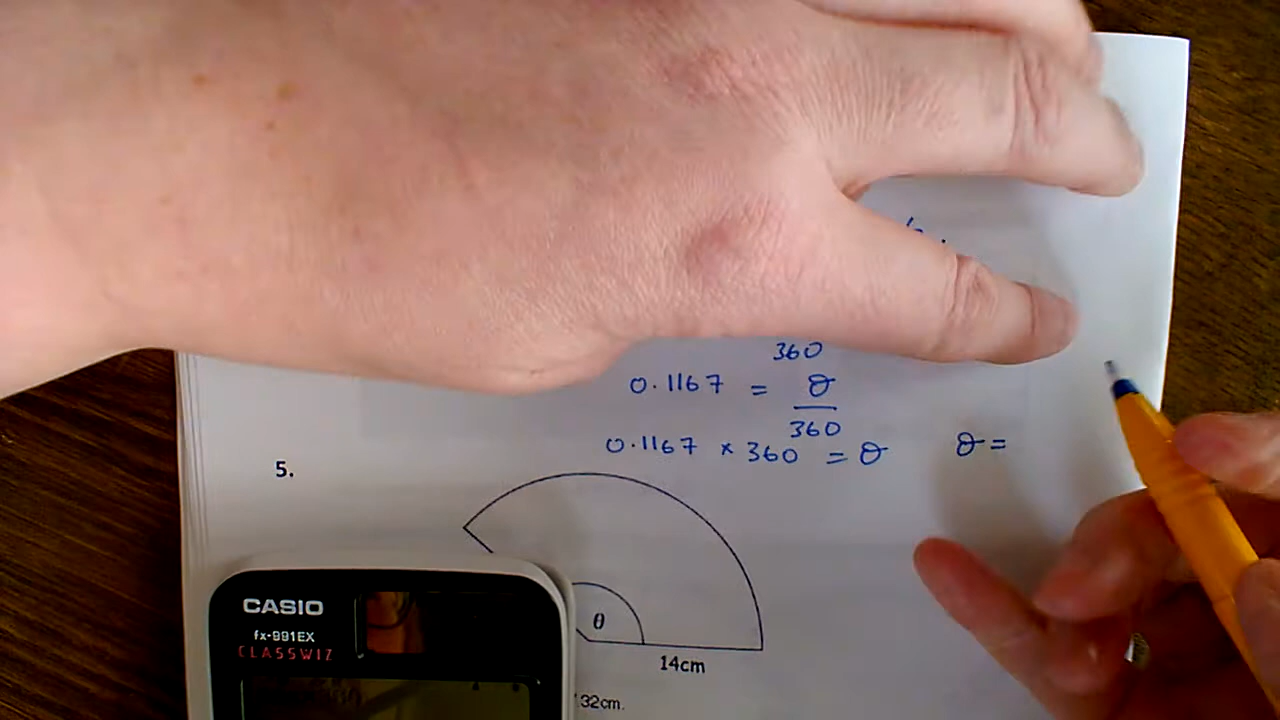 360
0.1167 = θ
360
0.1167 × 360 = θ θ =
5.
θ
14cm
32cm.
CASIO
fx-991EX
CLASSWIZ